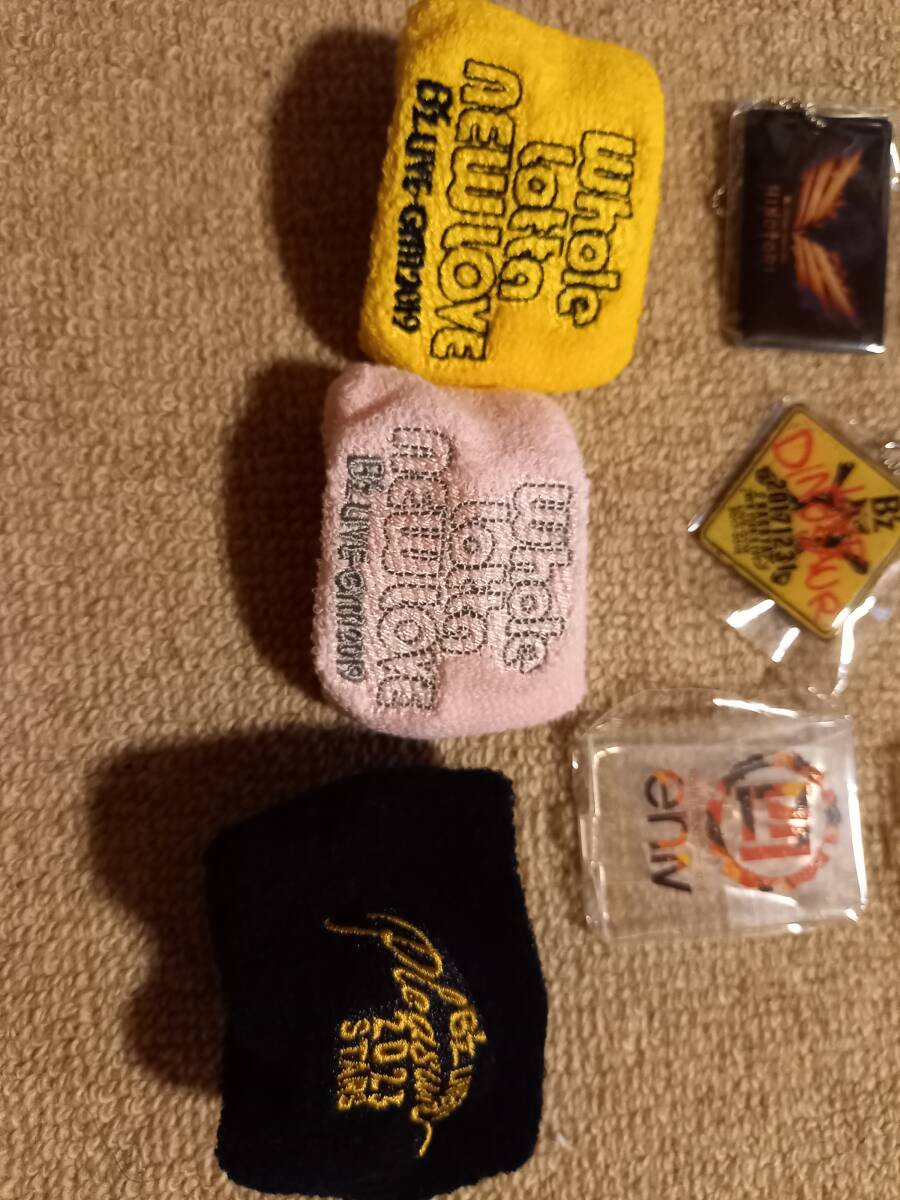 Whole
lotta
NEW LOVE
B'z LIVE-GYM 2019
Whole
lotta
NEW LOVE
B'z LIVE-GYM 2019
B'z LIVE-GYM
Pleasure
2023
STARS
B'z
DINOSAUR
eniv